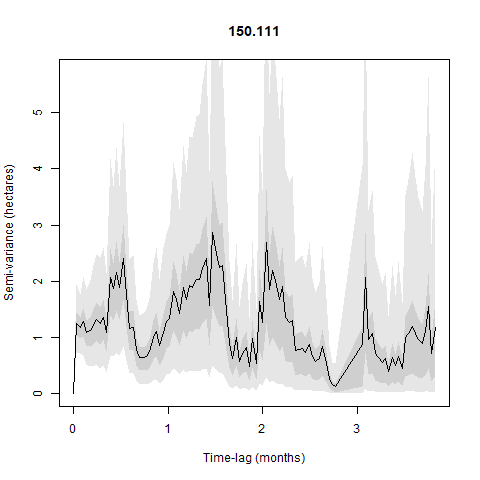 150.111
Semi-variance (hectares)
5
4
3
2
1
0
0 1 2 3
Time-lag (months)